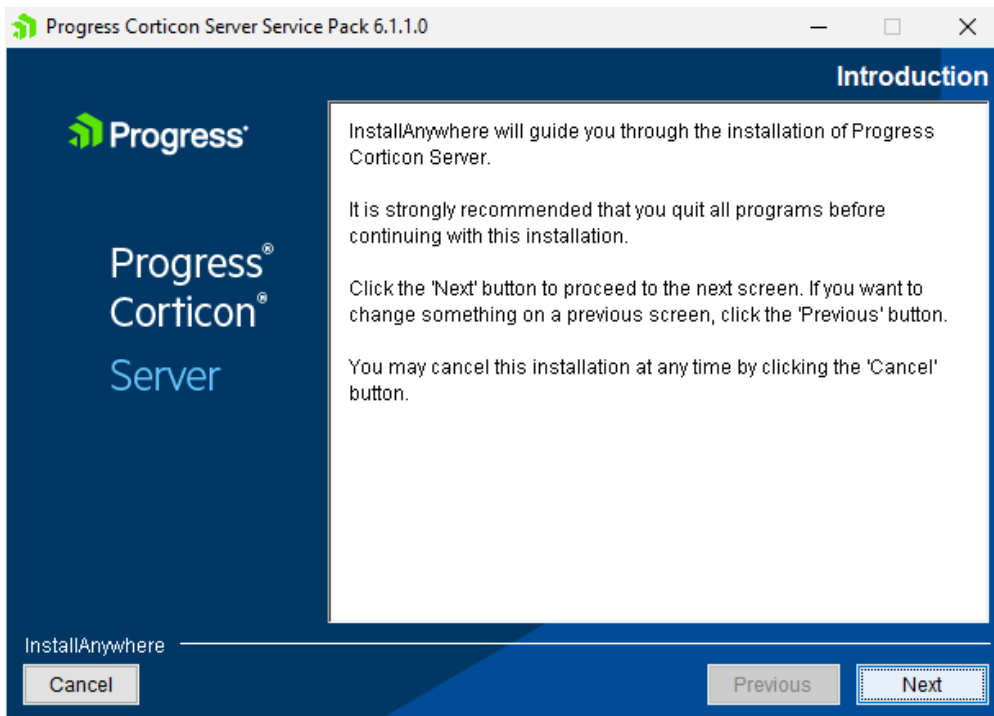 Progress Corticon Server Service Pack 6.1.1.0
Introduction
Progress®
InstallAnywhere will guide you through the installation of Progress
Corticon Server.
It is strongly recommended that you quit all programs before
continuing with this installation.
Click the 'Next' button to proceed to the next screen. If you want to
change something on a previous screen, click the 'Previous' button.
You may cancel this installation at any time by clicking the 'Cancel'
button.
Progress®
Corticon®
Server
InstallAnywhere
Cancel
Previous
Next